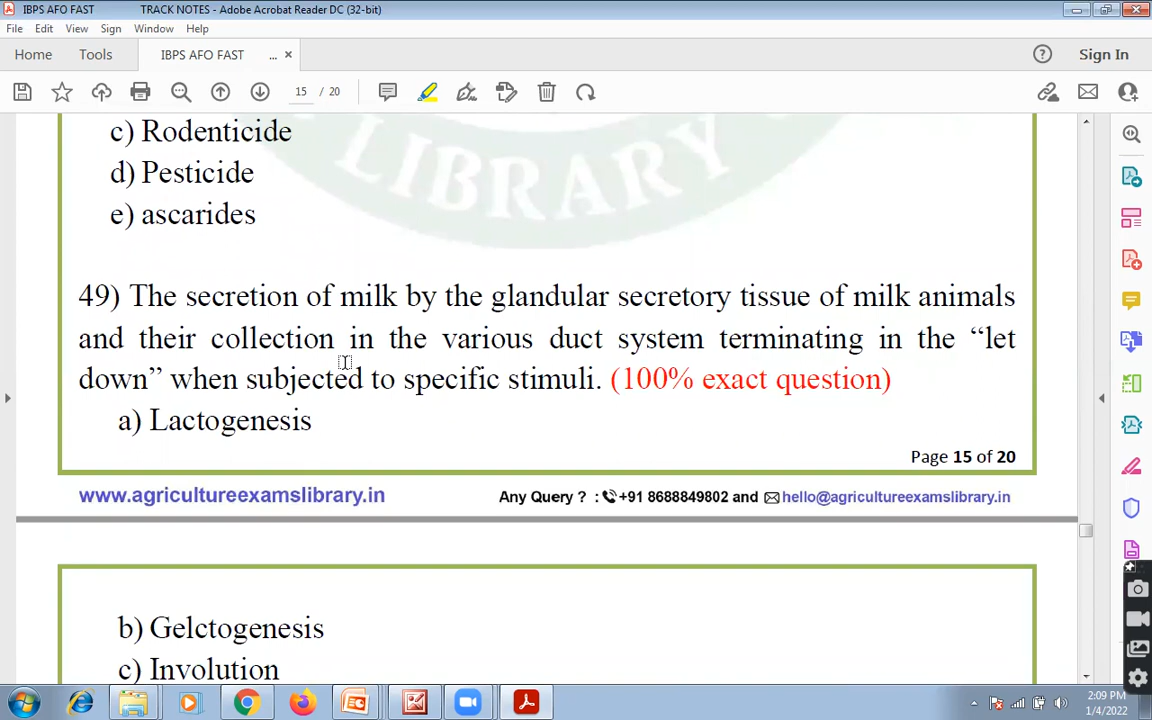 IBPS AFO FAST TRACK NOTES - Adobe Acrobat Reader DC (32-bit)
File Edit View Sign Window Help
Home Tools IBPS AFO FAST ... × Sign In
15 / 20
c) Rodenticide
LIBRARY
d) Pesticide
e) ascarides
49) The secretion of milk by the glandular secretory tissue of milk animals
and their collection in the various duct system terminating in the “let
down” when subjected to specific stimuli. (100% exact question)
a) Lactogenesis
Page 15 of 20
www.agricultureexamslibrary.in Any Query ? : +91 8688849802 and hello@agricultureexamslibrary.in
b) Gelctogenesis
c) Involution
2:09 PM
1/4/2022